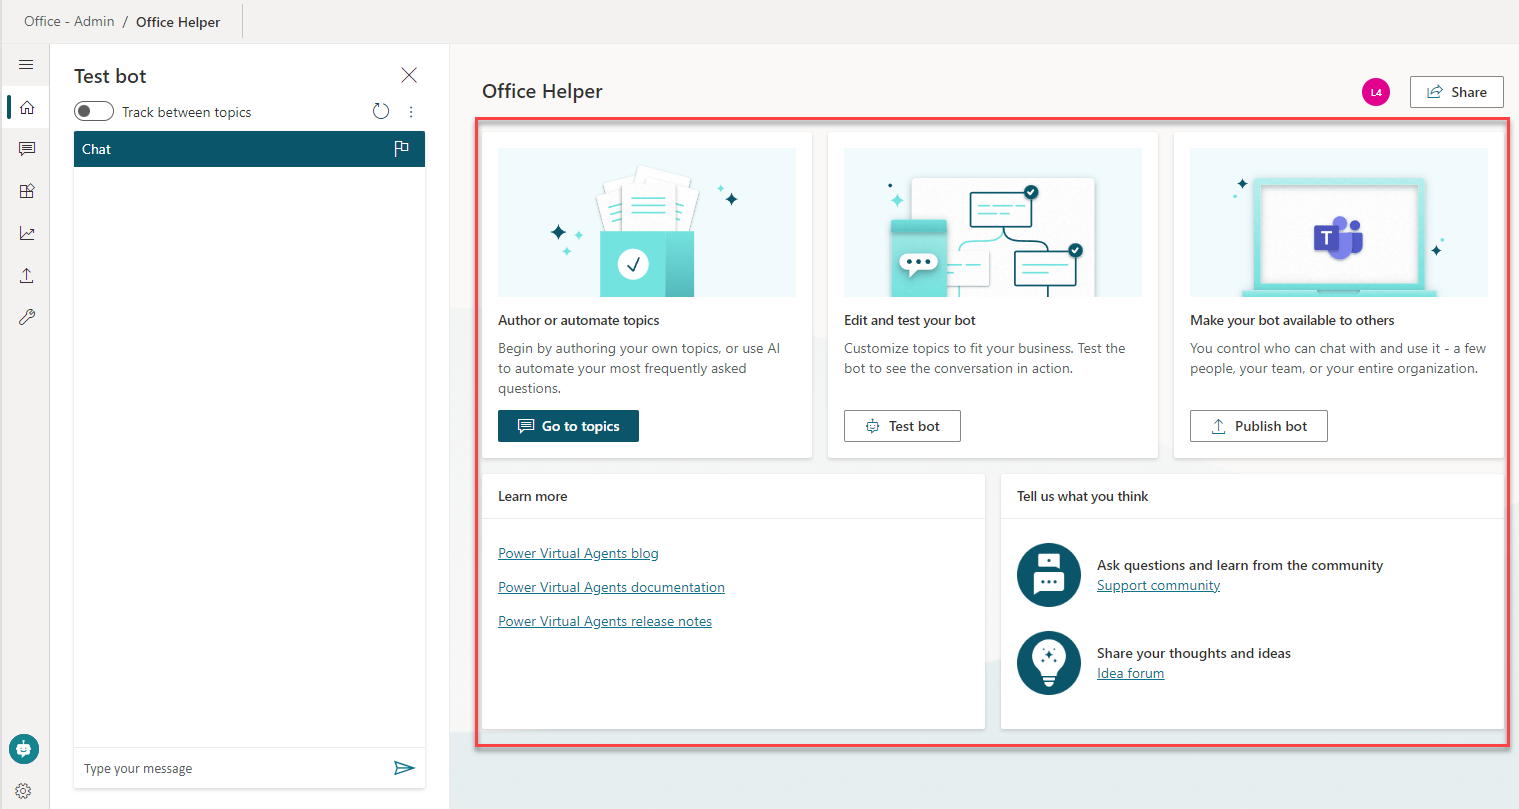 Office - Admin / Office Helper
Test bot
Track between topics
Chat
Type your message
Office Helper
L4
Share
Author or automate topics
Begin by authoring your own topics, or use AI
to automate your most frequently asked
questions.
Go to topics
Edit and test your bot
Customize topics to fit your business. Test the
bot to see the conversation in action.
Test bot
T
Make your bot available to others
You control who can chat with and use it - a few
people, your team, or your entire organization.
Publish bot
Learn more
Power Virtual Agents blog
Power Virtual Agents documentation
Power Virtual Agents release notes
Tell us what you think
Ask questions and learn from the community
Support community
Share your thoughts and ideas
Idea forum